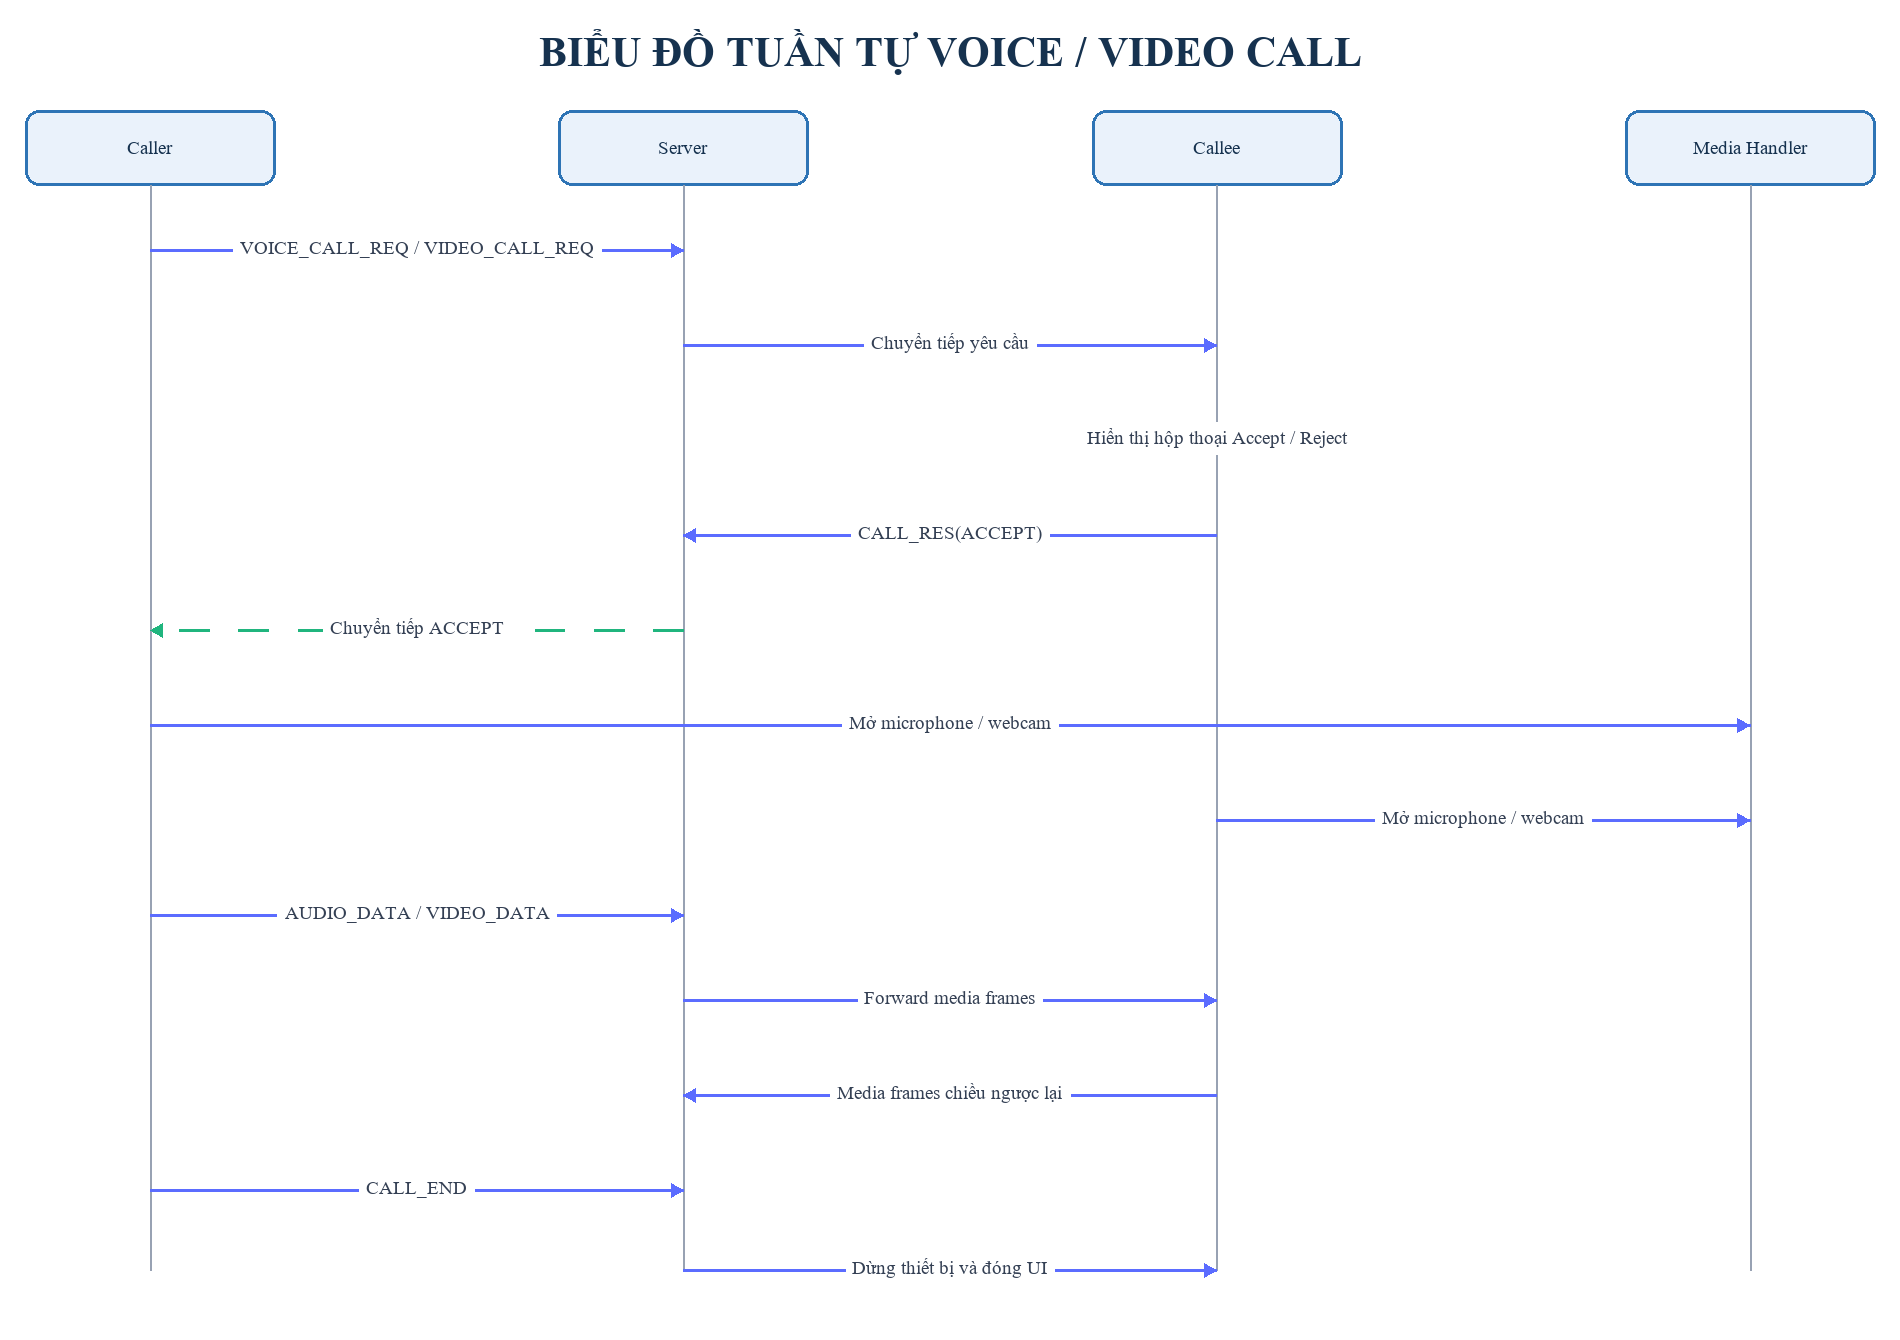 BIỂU ĐỒ TUẦN TỰ VOICE / VIDEO CALL
Caller
Server
Callee
Media Handler
VOICE_CALL_REQ / VIDEO_CALL_REQ
Chuyển tiếp yêu cầu
Hiển thị hộp thoại Accept / Reject
CALL_RES(ACCEPT)
Chuyển tiếp ACCEPT
Mở microphone / webcam
Mở microphone / webcam
AUDIO_DATA / VIDEO_DATA
Forward media frames
Media frames chiều ngược lại
CALL_END
Dừng thiết bị và đóng UI